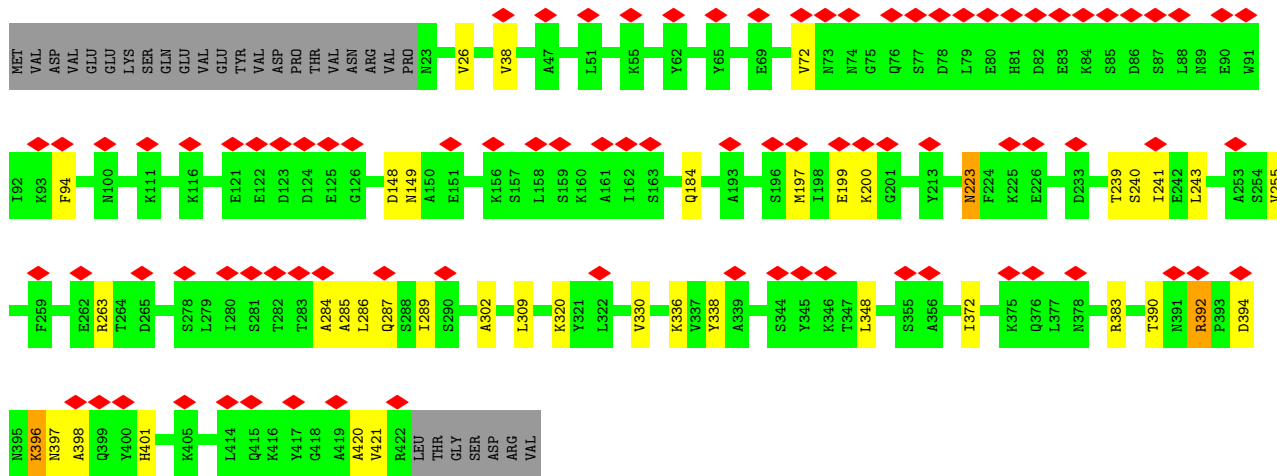 MET VAL ASP VAL GLU GLU LYS SER GLN GLU VAL GLU TYR VAL ASP PRO THR VAL ASN ARG VAL PRO N23 V26 V38 A47 L51 K55 Y62 Y65 E69 V72 N73 N74 G75 Q76 S77 D78 L79 E80 H81 D82 E83 K84 S85 D86 S87 L88 N89 E90 W91
I92 K93 F94 N100 K111 K116 E121 E122 D123 D124 E125 G126 D148 N149 A150 E151 K156 S157 L158 S159 K160 A161 I162 S163 Q184 A193 S196 M197 I198 E199 K200 G201 Y213 N223 F224 K225 E226 D233 T239 S240 I241 E242 L243 A253 S254 V255
F259 E262 R263 T264 D265 S278 L279 I280 S281 T282 T283 A284 A285 L286 Q287 S288 I289 S290 A302 L309 K320 Y321 L322 V330 K336 V337 Y338 A339 S344 Y345 K346 T347 L348 S355 A356 I372 K375 Q376 L377 N378 R383 T390 N391 R392 P393 D394
N395 K396 N397 A398 Q399 Y400 H401 K405 L414 Q415 K416 Y417 G418 A419 A420 V421 R422 LEU THR GLY SER ASP ARG VAL